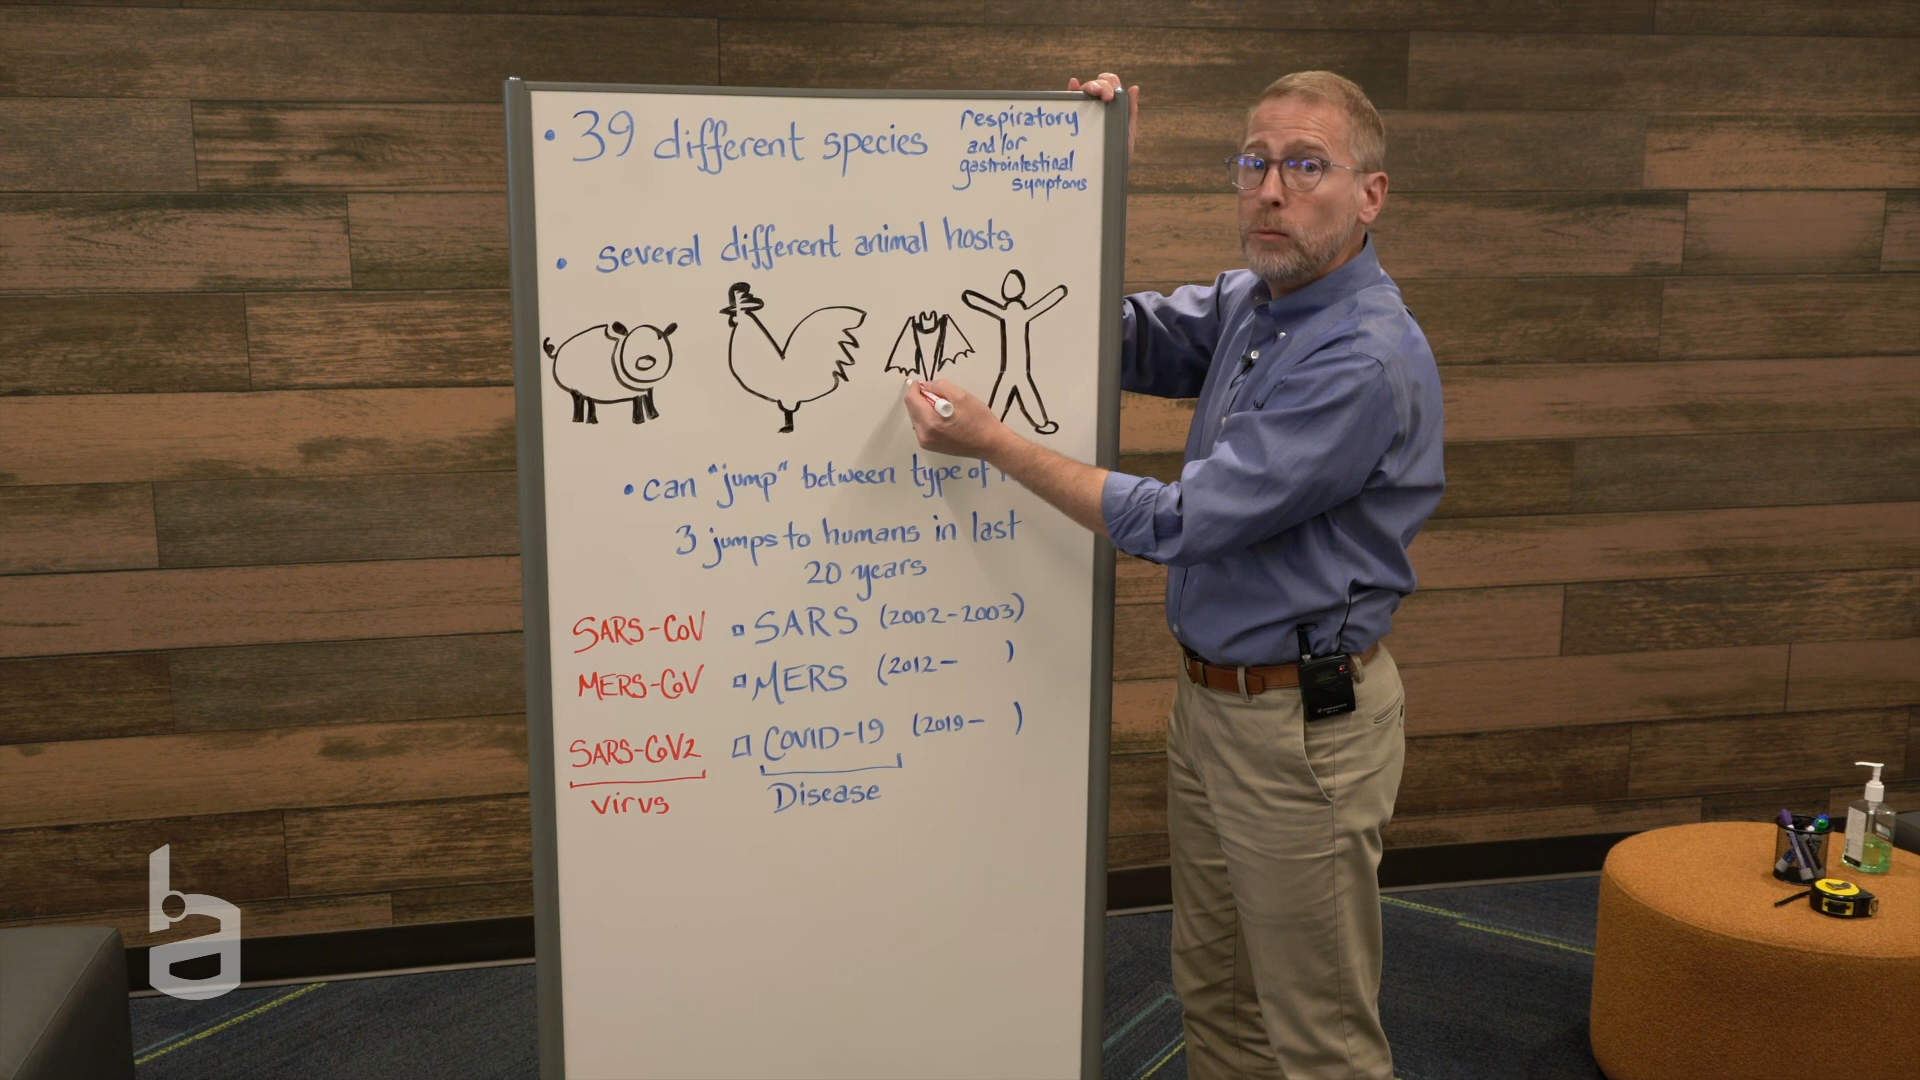 • 39 different species
respiratory
and/or
gastrointestinal
symptoms
• several different animal hosts
• can "jump" between type of
3 jumps to humans in last
20 years
SARS-CoV ▫ SARS (2002-2003)
MERS-CoV ▫ MERS (2012- )
SARS-CoV2 □ COVID-19 (2019- )
virus Disease
ba